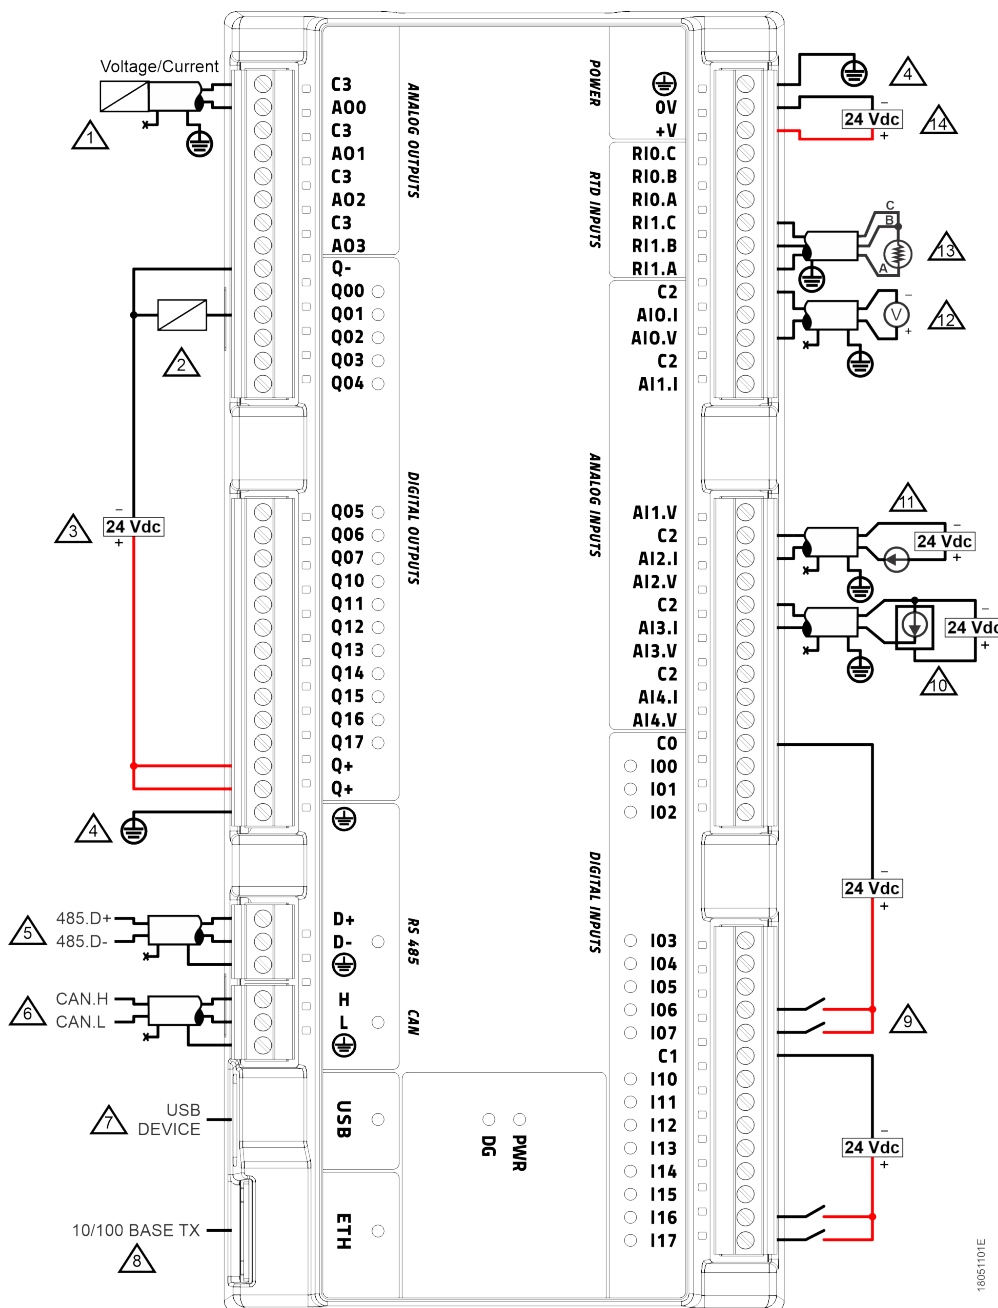 Voltage/Current
1
C3
AO0
C3
AO1
C3
AO2
C3
AO3
ANALOG OUTPUTS
Q-
Q00
Q01
Q02
Q03
Q04
2
3
−
24 Vdc
+
Q05
Q06
Q07
Q10
Q11
Q12
Q13
Q14
Q15
Q16
Q17
Q+
Q+
DIGITAL OUTPUTS
4
5
485.D+
485.D-
D+
D-
RS 485
6
CAN.H
CAN.L
H
L
CAN
7
USB
DEVICE
USB
10/100 BASE TX
8
ETH
DG
PWR
POWER
0V
+V
4
−
24 Vdc
+
14
RTD INPUTS
RI0.C
RI0.B
RI0.A
RI1.C
RI1.B
RI1.A
C
B
A
13
C2
AI0.I
AI0.V
C2
AI1.I
−
V
+
12
ANALOG INPUTS
AI1.V
C2
AI2.I
AI2.V
C2
AI3.I
AI3.V
C2
AI4.I
AI4.V
11
−
24 Vdc
+
−
24 Vdc
+
10
C0
I00
I01
I02
DIGITAL INPUTS
−
24 Vdc
+
I03
I04
I05
I06
I07
9
C1
I10
I11
I12
I13
I14
I15
I16
I17
−
24 Vdc
+
18051101E